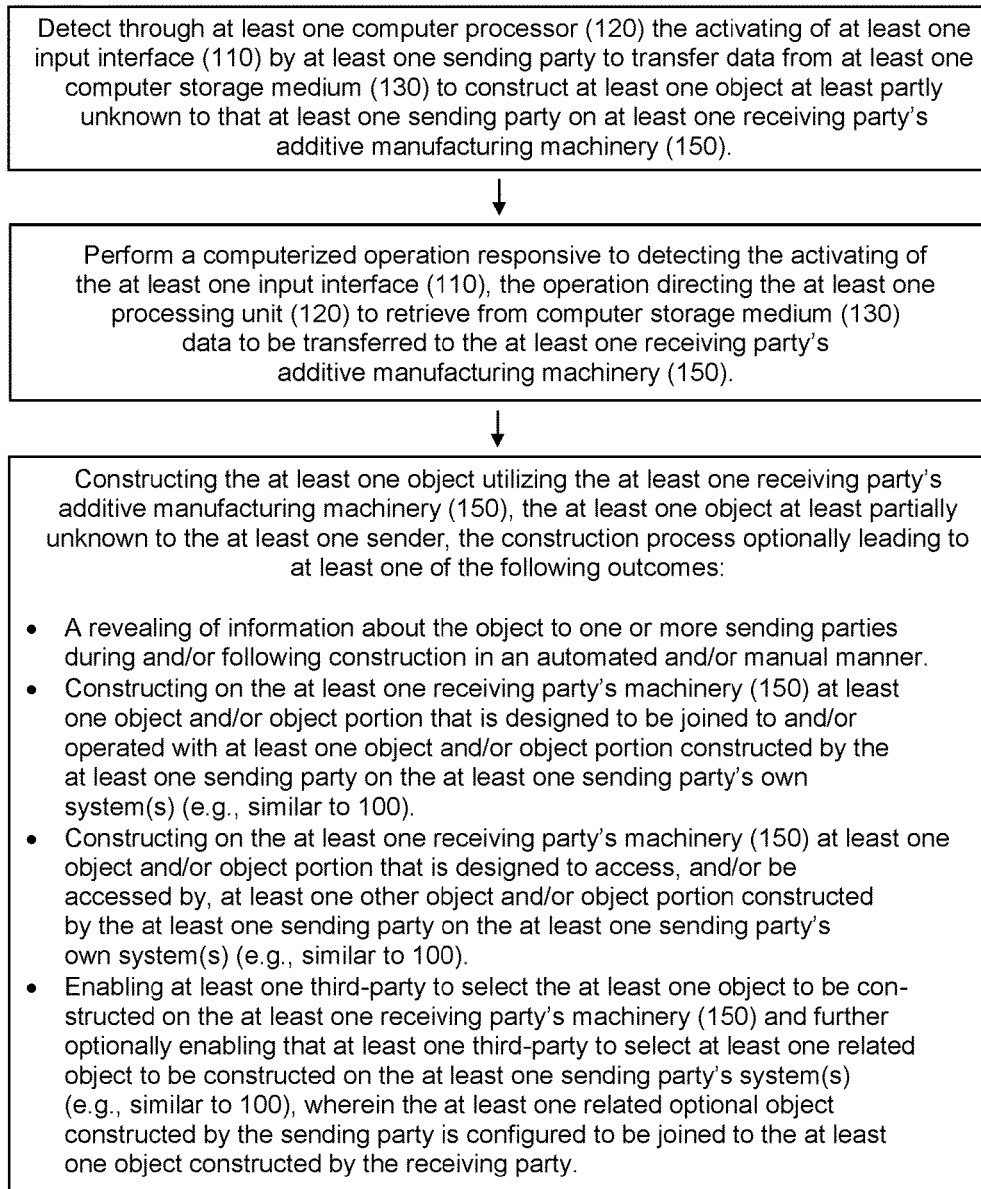 Detect through at least one computer processor (120) the activating of at least one
input interface (110) by at least one sending party to transfer data from at least one
computer storage medium (130) to construct at least one object at least partly
unknown to that at least one sending party on at least one receiving party's
additive manufacturing machinery (150).
Perform a computerized operation responsive to detecting the activating of
the at least one input interface (110), the operation directing the at least one
processing unit (120) to retrieve from computer storage medium (130)
data to be transferred to the at least one receiving party's
additive manufacturing machinery (150).
Constructing the at least one object utilizing the at least one receiving party's
additive manufacturing machinery (150), the at least one object at least partially
unknown to the at least one sender, the construction process optionally leading to
at least one of the following outcomes:
• A revealing of information about the object to one or more sending parties
during and/or following construction in an automated and/or manual manner.
• Constructing on the at least one receiving party's machinery (150) at least
one object and/or object portion that is designed to be joined to and/or
operated with at least one object and/or object portion constructed by the
at least one sending party on the at least one sending party's own
system(s) (e.g., similar to 100).
• Constructing on the at least one receiving party's machinery (150) at least one
object and/or object portion that is designed to access, and/or be
accessed by, at least one other object and/or object portion constructed
by the at least one sending party on the at least one sending party's
own system(s) (e.g., similar to 100).
• Enabling at least one third-party to select the at least one object to be con-
structed on the at least one receiving party's machinery (150) and further
optionally enabling that at least one third-party to select at least one related
object to be constructed on the at least one sending party's system(s)
(e.g., similar to 100), wherein the at least one related optional object
constructed by the sending party is configured to be joined to the at least
one object constructed by the receiving party.